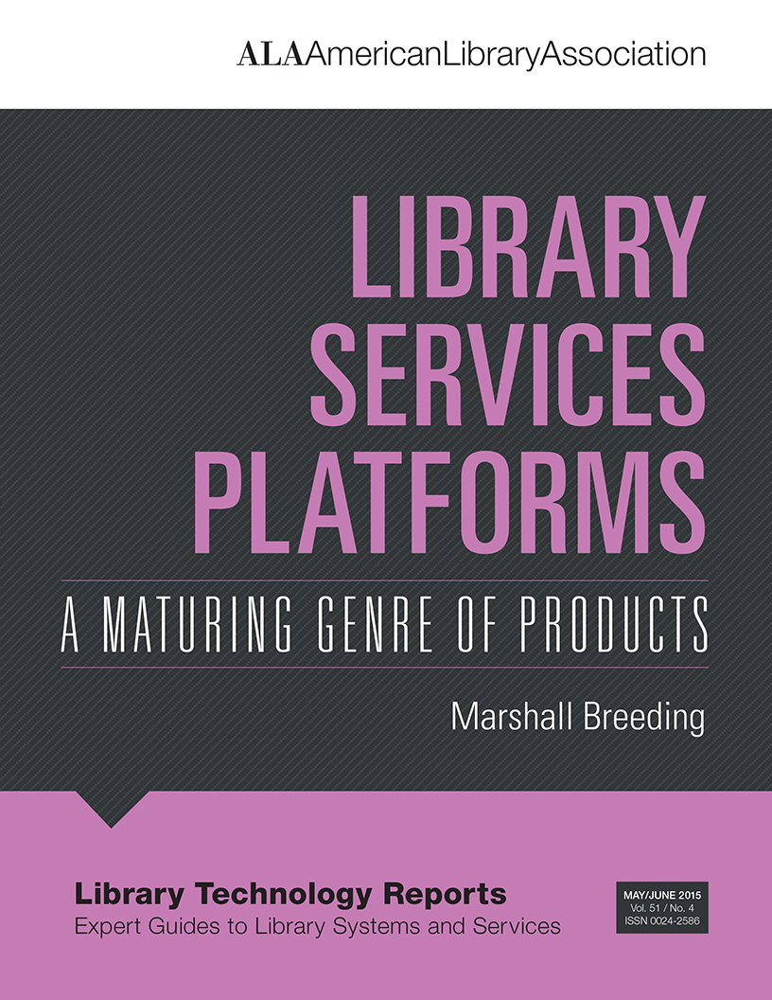 ALAAmericanLibraryAssociation
LIBRARY
SERVICES
PLATFORMS
A MATURING GENRE OF PRODUCTS
Marshall Breeding
Library Technology Reports
Expert Guides to Library Systems and Services
MAY/JUNE 2015
Vol. 51 / No. 4
ISSN 0024-2586